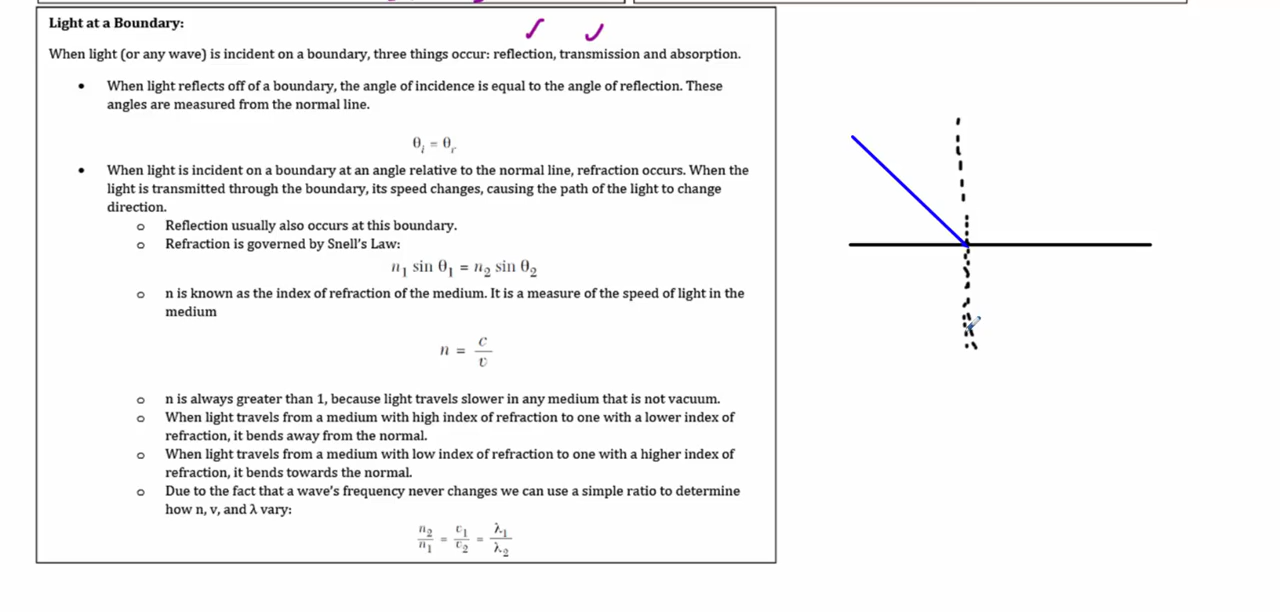 Light at a Boundary:
When light (or any wave) is incident on a boundary, three things occur: reflection, transmission and absorption.
• When light reflects off of a boundary, the angle of incidence is equal to the angle of reflection. These
angles are measured from the normal line.
θᵢ = θᵣ
• When light is incident on a boundary at an angle relative to the normal line, refraction occurs. When the
light is transmitted through the boundary, its speed changes, causing the path of the light to change
direction.
o Reflection usually also occurs at this boundary.
o Refraction is governed by Snell's Law:
n₁ sin θ₁ = n₂ sin θ₂
o n is known as the index of refraction of the medium. It is a measure of the speed of light in the
medium
n = c/v
o n is always greater than 1, because light travels slower in any medium that is not vacuum.
o When light travels from a medium with high index of refraction to one with a lower index of
refraction, it bends away from the normal.
o When light travels from a medium with low index of refraction to one with a higher index of
refraction, it bends towards the normal.
o Due to the fact that a wave's frequency never changes we can use a simple ratio to determine
how n, v, and λ vary:
n₂/n₁ = v₁/v₂ = λ₁/λ₂